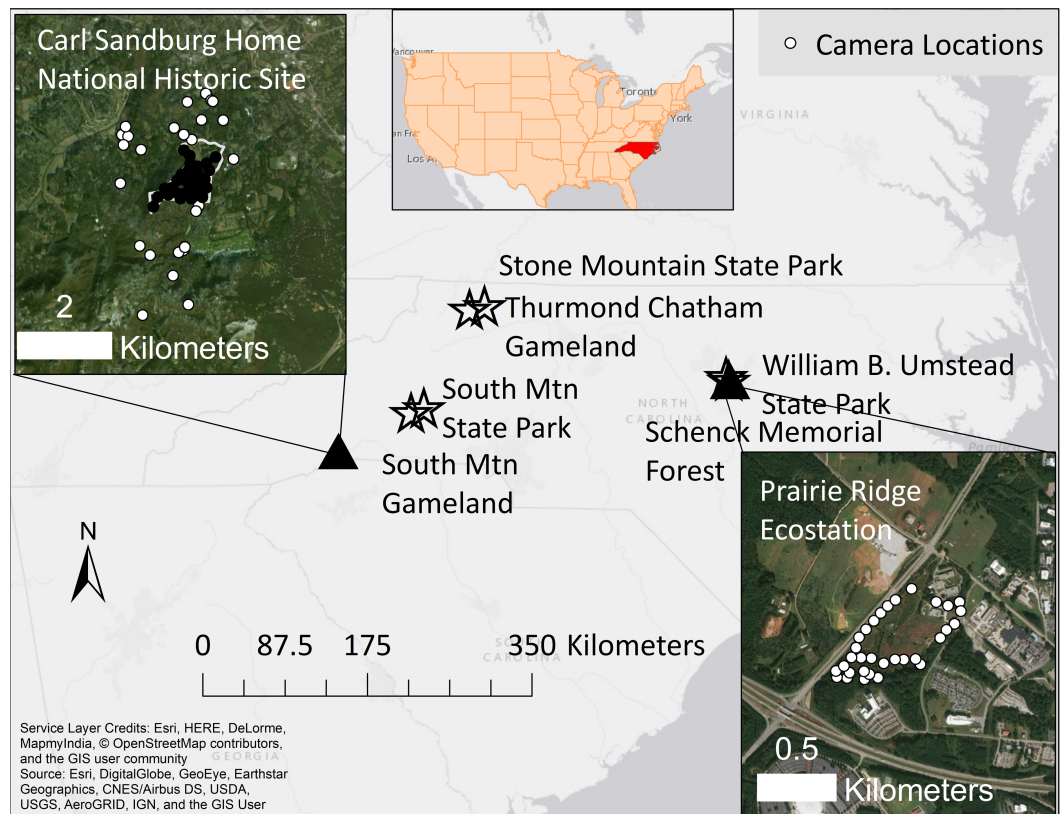 Carl Sandburg Home
National Historic Site
2
Kilometers
Vancouver
Toronto
York
San Fra
Los A
Camera Locations
VIRGINIA
Stone Mountain State Park
Thurmond Chatham
Gameland
South Mtn
State Park
South Mtn
Gameland
NORTH
CAROLINA
William B. Umstead
State Park
Schenck Memorial
Forest
Pamlico
Prairie Ridge
Ecostation
0.5
Kilometers
N
0 87.5 175 350 Kilometers
CAROLINA
GEORGIA
Service Layer Credits: Esri, HERE, DeLorme,
MapmyIndia, © OpenStreetMap contributors,
and the GIS user community
Source: Esri, DigitalGlobe, GeoEye, Earthstar
Geographics, CNES/Airbus DS, USDA,
USGS, AeroGRID, IGN, and the GIS User